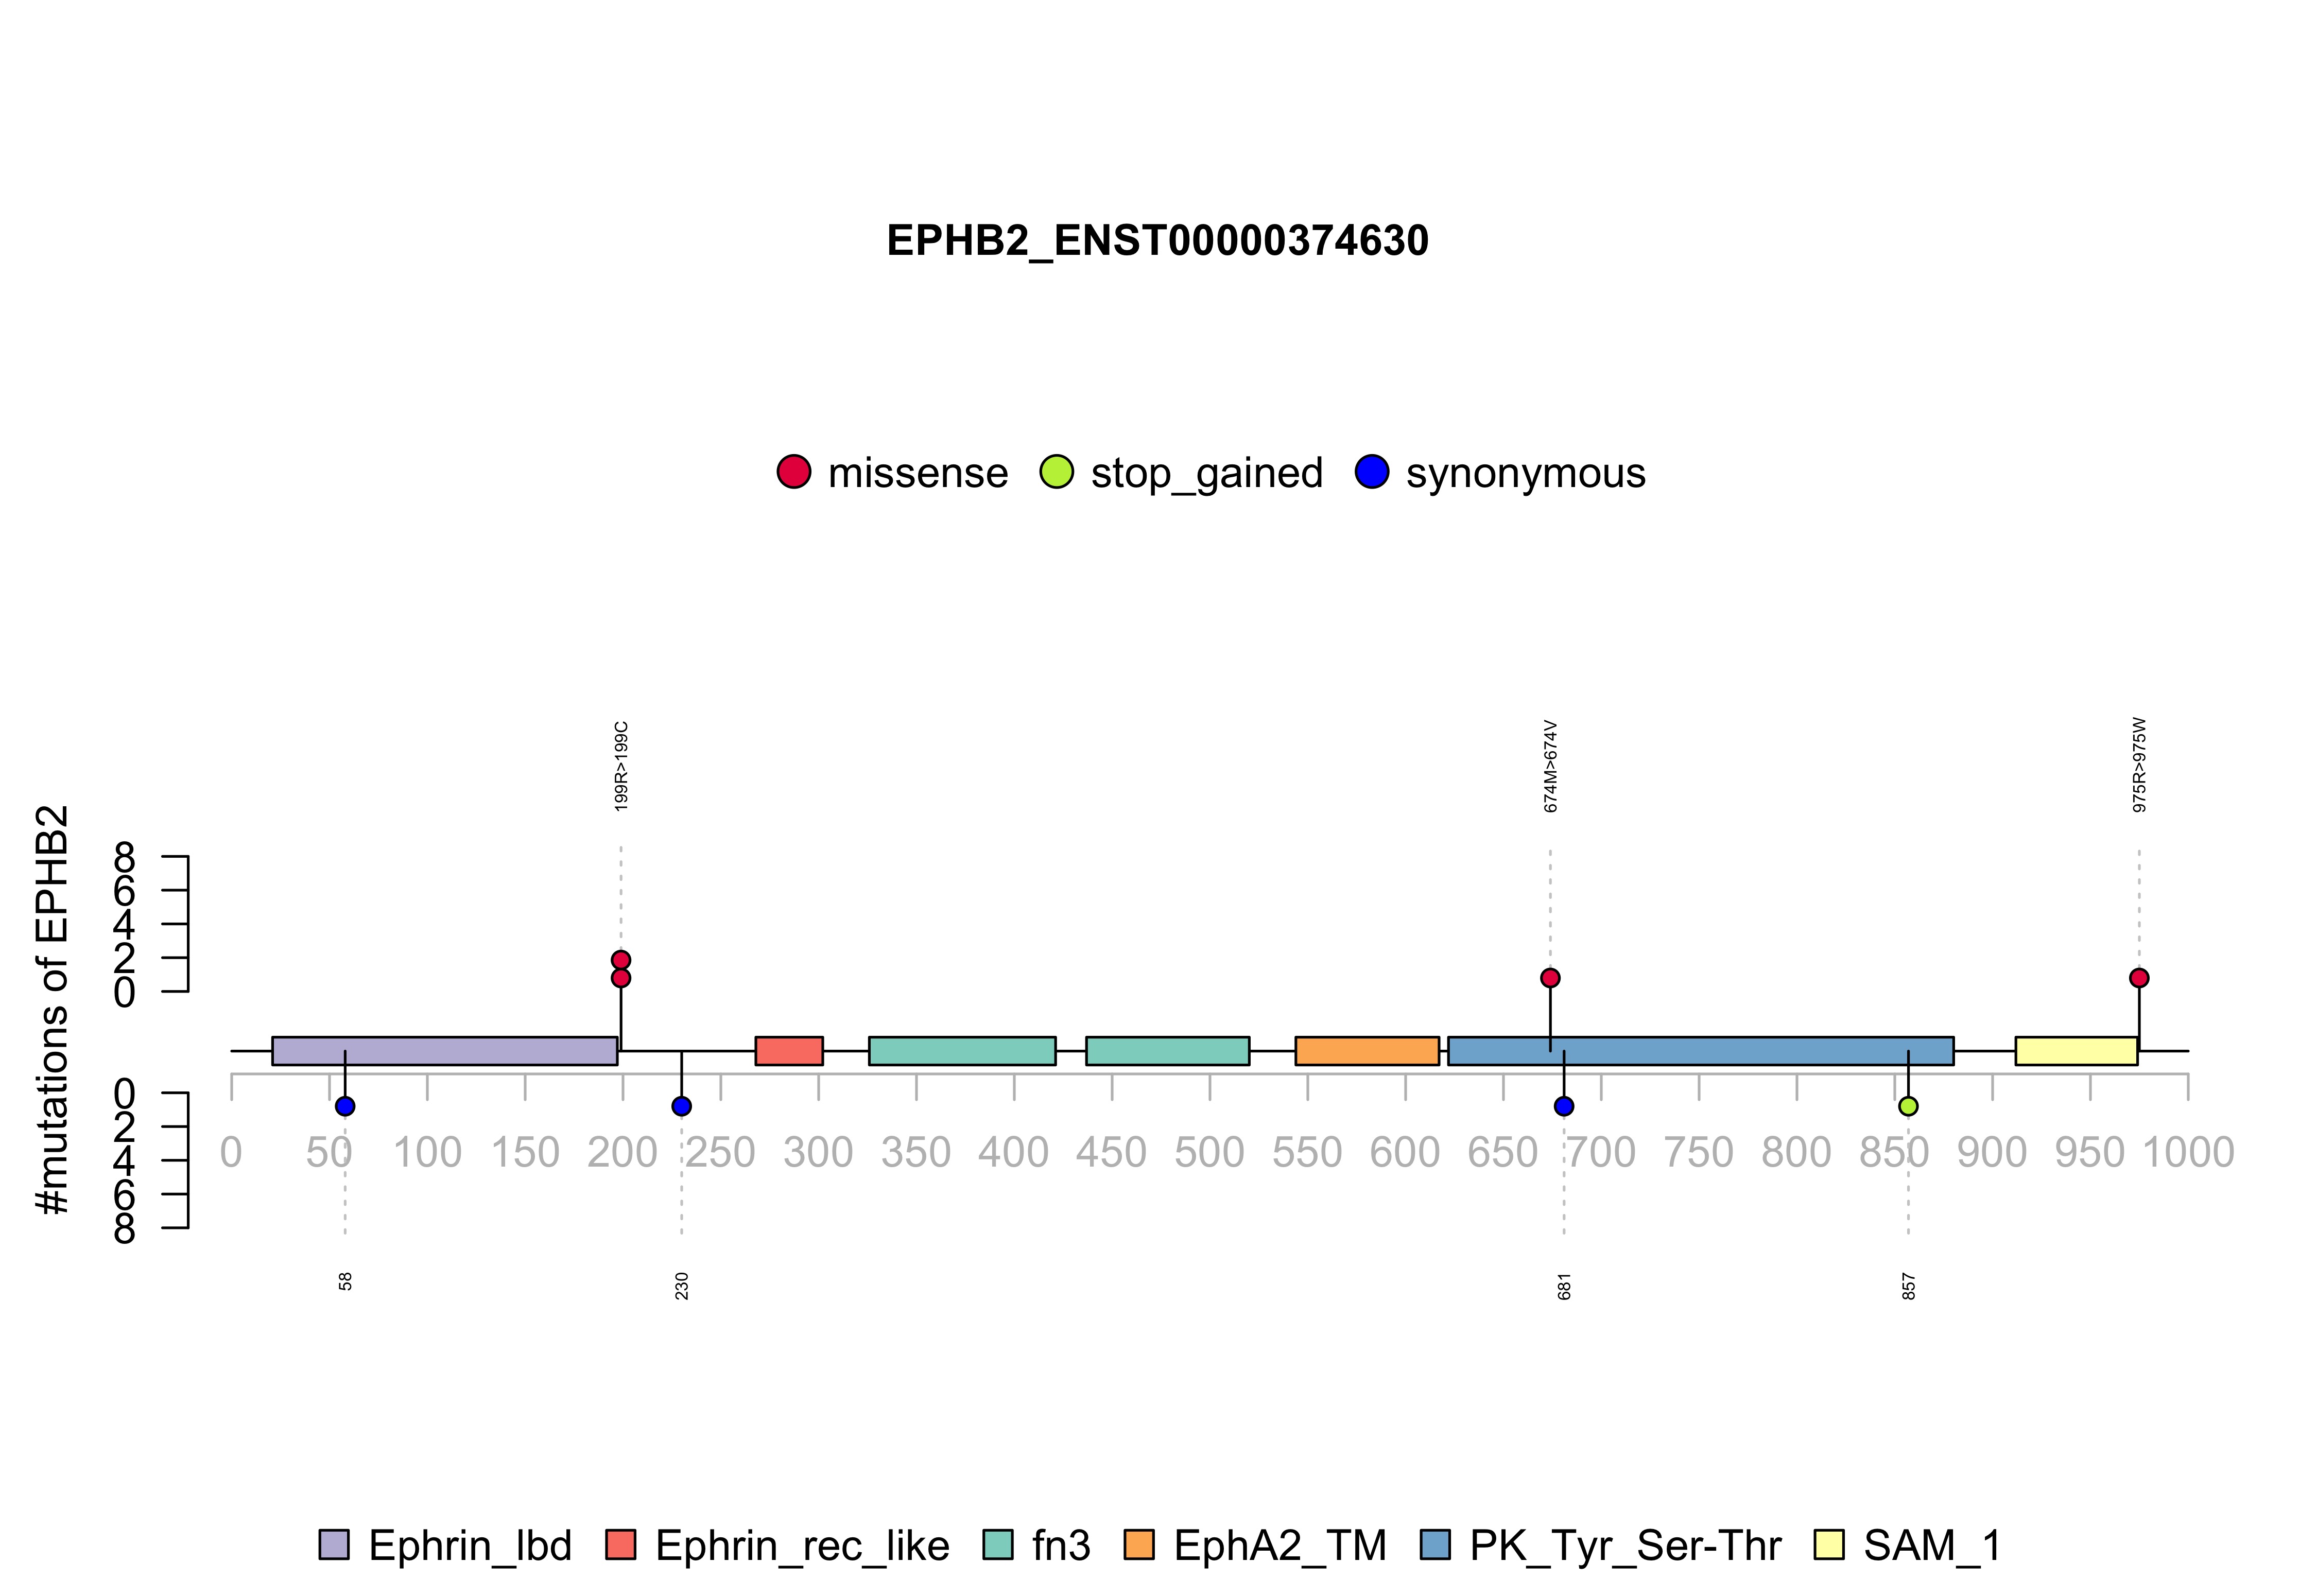 EPHB2_ENST00000374630
missense stop_gained synonymous
199R>199C 674M>674V 975R>975W
#mutations of EPHB2
8
6
4
2
0
0
2
4
6
8
0 50 100 150 200 250 300 350 400 450 500 550 600 650 700 750 800 850 900 950 1000
58 230 681 857
Ephrin_lbd Ephrin_rec_like fn3 EphA2_TM PK_Tyr_Ser-Thr SAM_1